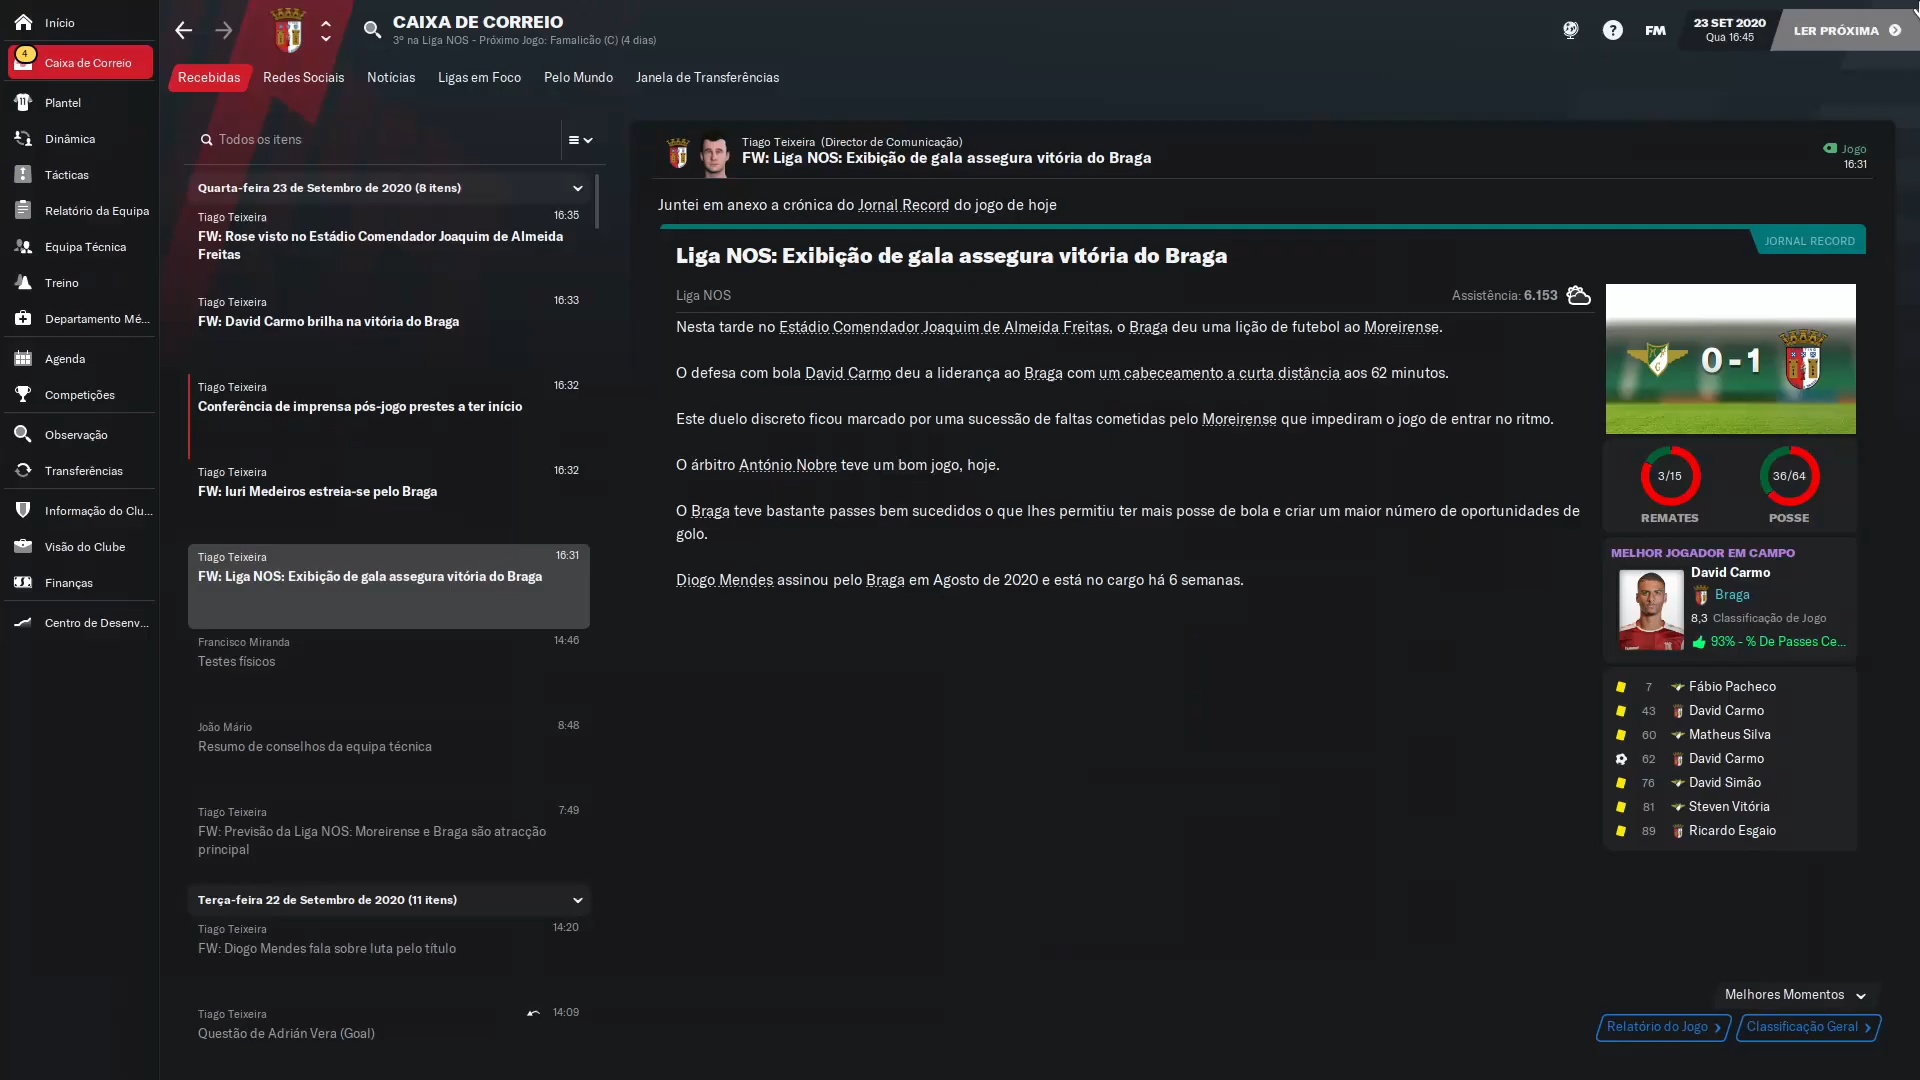 Início
4
Caixa de Correio
Plantel
Dinâmica
Tácticas
Relatório da Equipa
Equipa Técnica
Treino
Departamento Mé...
Agenda
Competições
Observação
Transferências
Informação do Clu...
Visão do Clube
Finanças
Centro de Desenv...
CAIXA DE CORREIO
3º na Liga NOS - Próximo Jogo: Famalicão (C) (4 dias)
FM
23 SET 2020
Qua 16:45
LER PRÓXIMA
Recebidas Redes Sociais Notícias Ligas em Foco Pelo Mundo Janela de Transferências
Todos os itens
Quarta-feira 23 de Setembro de 2020 (8 itens)
Tiago Teixeira 16:35
FW: Rose visto no Estádio Comendador Joaquim de Almeida
Freitas
Tiago Teixeira 16:33
FW: David Carmo brilha na vitória do Braga
Tiago Teixeira 16:32
Conferência de imprensa pós-jogo prestes a ter início
Tiago Teixeira 16:32
FW: Iuri Medeiros estreia-se pelo Braga
Tiago Teixeira 16:31
FW: Liga NOS: Exibição de gala assegura vitória do Braga
Francisco Miranda 14:46
Testes físicos
João Mário 8:48
Resumo de conselhos da equipa técnica
Tiago Teixeira 7:49
FW: Previsão da Liga NOS: Moreirense e Braga são atracção
principal
Terça-feira 22 de Setembro de 2020 (11 itens)
Tiago Teixeira 14:20
FW: Diogo Mendes fala sobre luta pelo título
Tiago Teixeira 14:09
Questão de Adrián Vera (Goal)
Tiago Teixeira (Director de Comunicação)
FW: Liga NOS: Exibição de gala assegura vitória do Braga
Jogo
16:31
Juntei em anexo a crónica do Jornal Record do jogo de hoje
JORNAL RECORD
Liga NOS: Exibição de gala assegura vitória do Braga
Liga NOS Assistência: 6.153
Nesta tarde no Estádio Comendador Joaquim de Almeida Freitas, o Braga deu uma lição de futebol ao Moreirense.
O defesa com bola David Carmo deu a liderança ao Braga com um cabeceamento a curta distância aos 62 minutos.
Este duelo discreto ficou marcado por uma sucessão de faltas cometidas pelo Moreirense que impediram o jogo de entrar no ritmo.
O árbitro António Nobre teve um bom jogo, hoje.
O Braga teve bastante passes bem sucedidos o que lhes permitiu ter mais posse de bola e criar um maior número de oportunidades de
golo.
Diogo Mendes assinou pelo Braga em Agosto de 2020 e está no cargo há 6 semanas.
0 - 1
3/15 36/64
REMATES POSSE
MELHOR JOGADOR EM CAMPO
David Carmo
Braga
8,3 Classificação de Jogo
93% - % De Passes Ce...
7 Fábio Pacheco
43 David Carmo
60 Matheus Silva
62 David Carmo
76 David Simão
81 Steven Vitória
89 Ricardo Esgaio
Melhores Momentos
Relatório do Jogo Classificação Geral